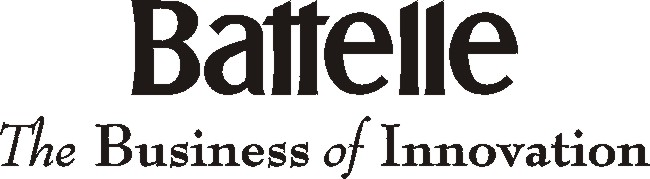 Battelle
The Business of Innovation